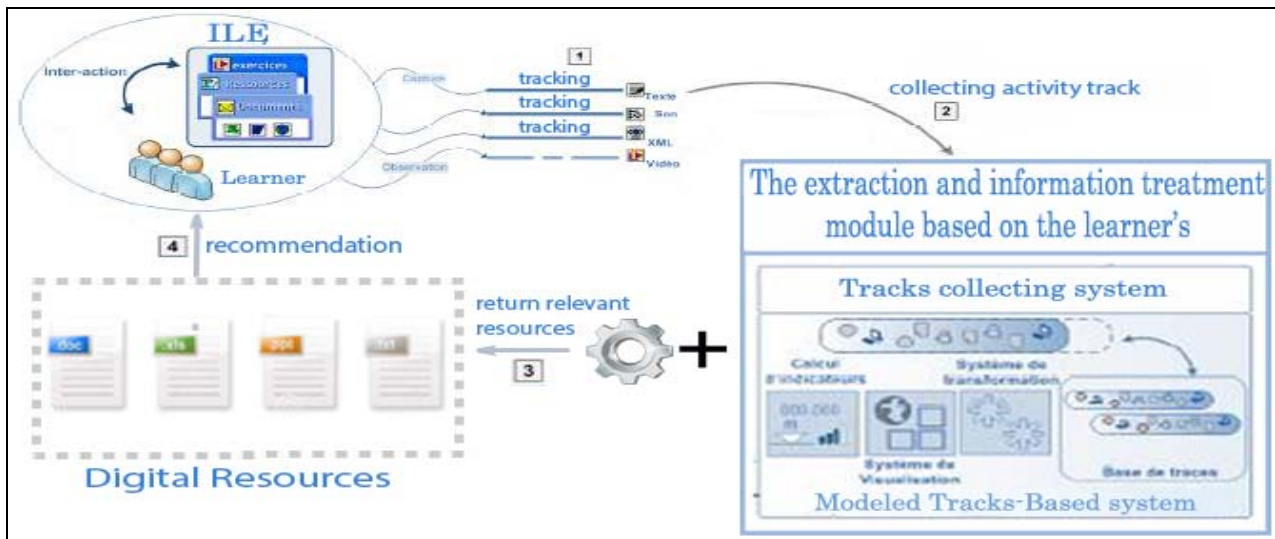 ILE
Inter-action
exercices
Ressources
Documents
Learner
1
tracking
tracking
tracking
Observation
Texte
Son
XML
Vidéo
collecting activity track
2
The extraction and information treatment
module based on the learner's
Tracks collecting system
Calcul
d'indicateurs
Système de
transformation
Système de
Visualisation
Base de traces
Modeled Tracks-Based system
return relevant
resources
3
4
recommendation
doc
.xls
.ppt
.txt
Digital Resources